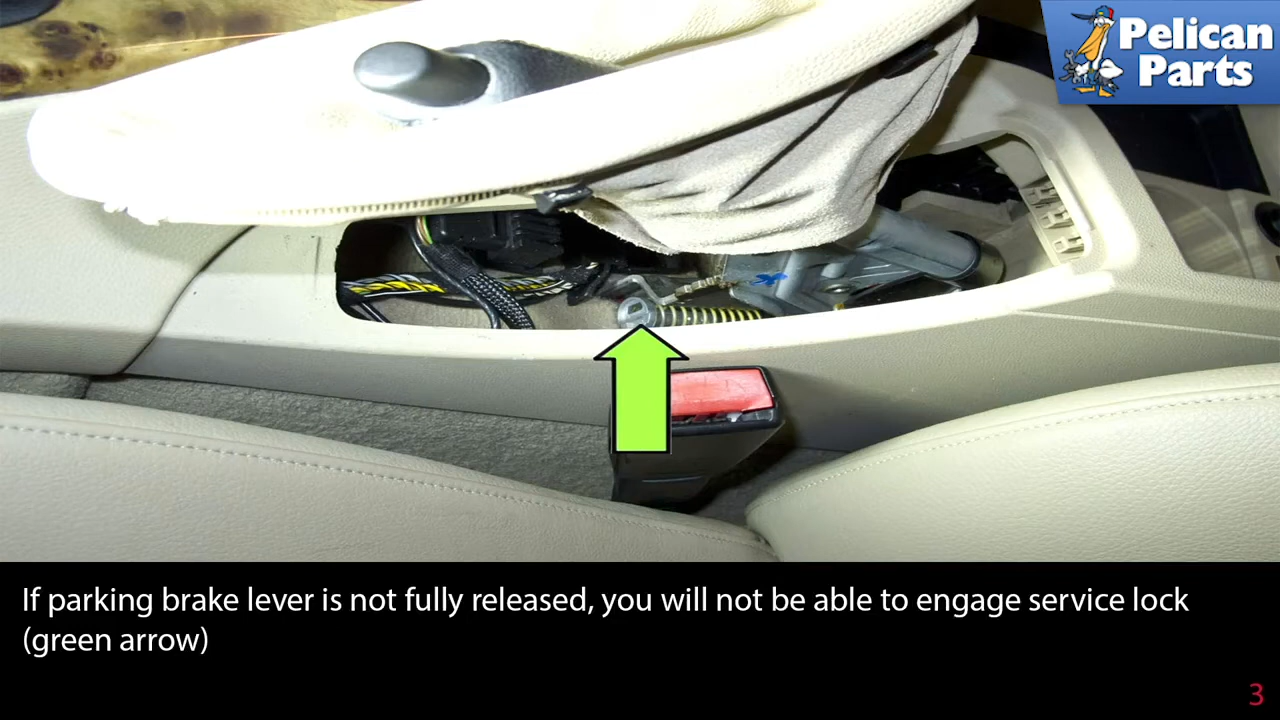 Pelican
Parts
If parking brake lever is not fully released, you will not be able to engage service lock
(green arrow)
3